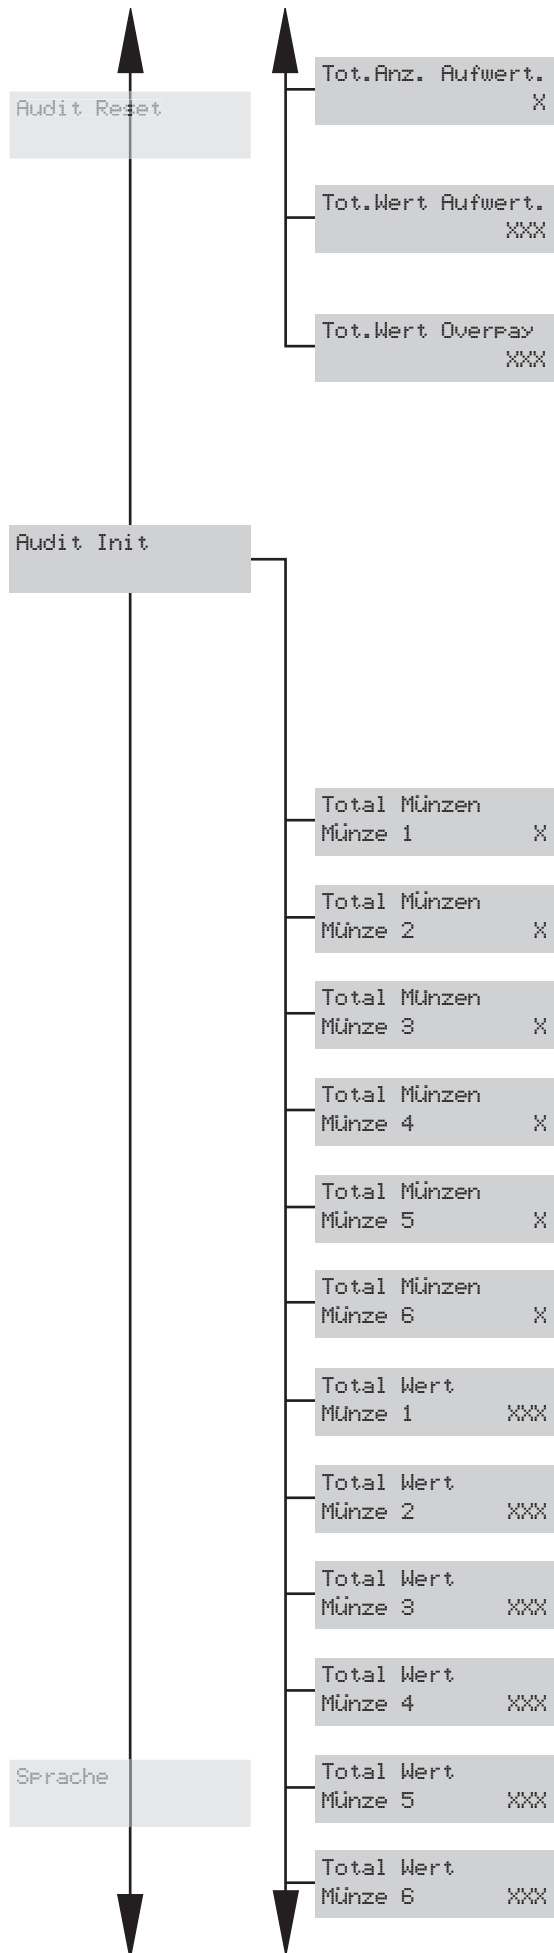 Tot.Anz. Aufwert.
X
Audit Reset
Tot.Wert Aufwert.
XXX
Tot.Wert Overpay
XXX
Audit Init
Total Münzen
Münze 1 X
Total Münzen
Münze 2 X
Total Münzen
Münze 3 X
Total Münzen
Münze 4 X
Total Münzen
Münze 5 X
Total Münzen
Münze 6 X
Total Wert
Münze 1 XXX
Total Wert
Münze 2 XXX
Total Wert
Münze 3 XXX
Total Wert
Münze 4 XXX
Sprache
Total Wert
Münze 5 XXX
Total Wert
Münze 6 XXX